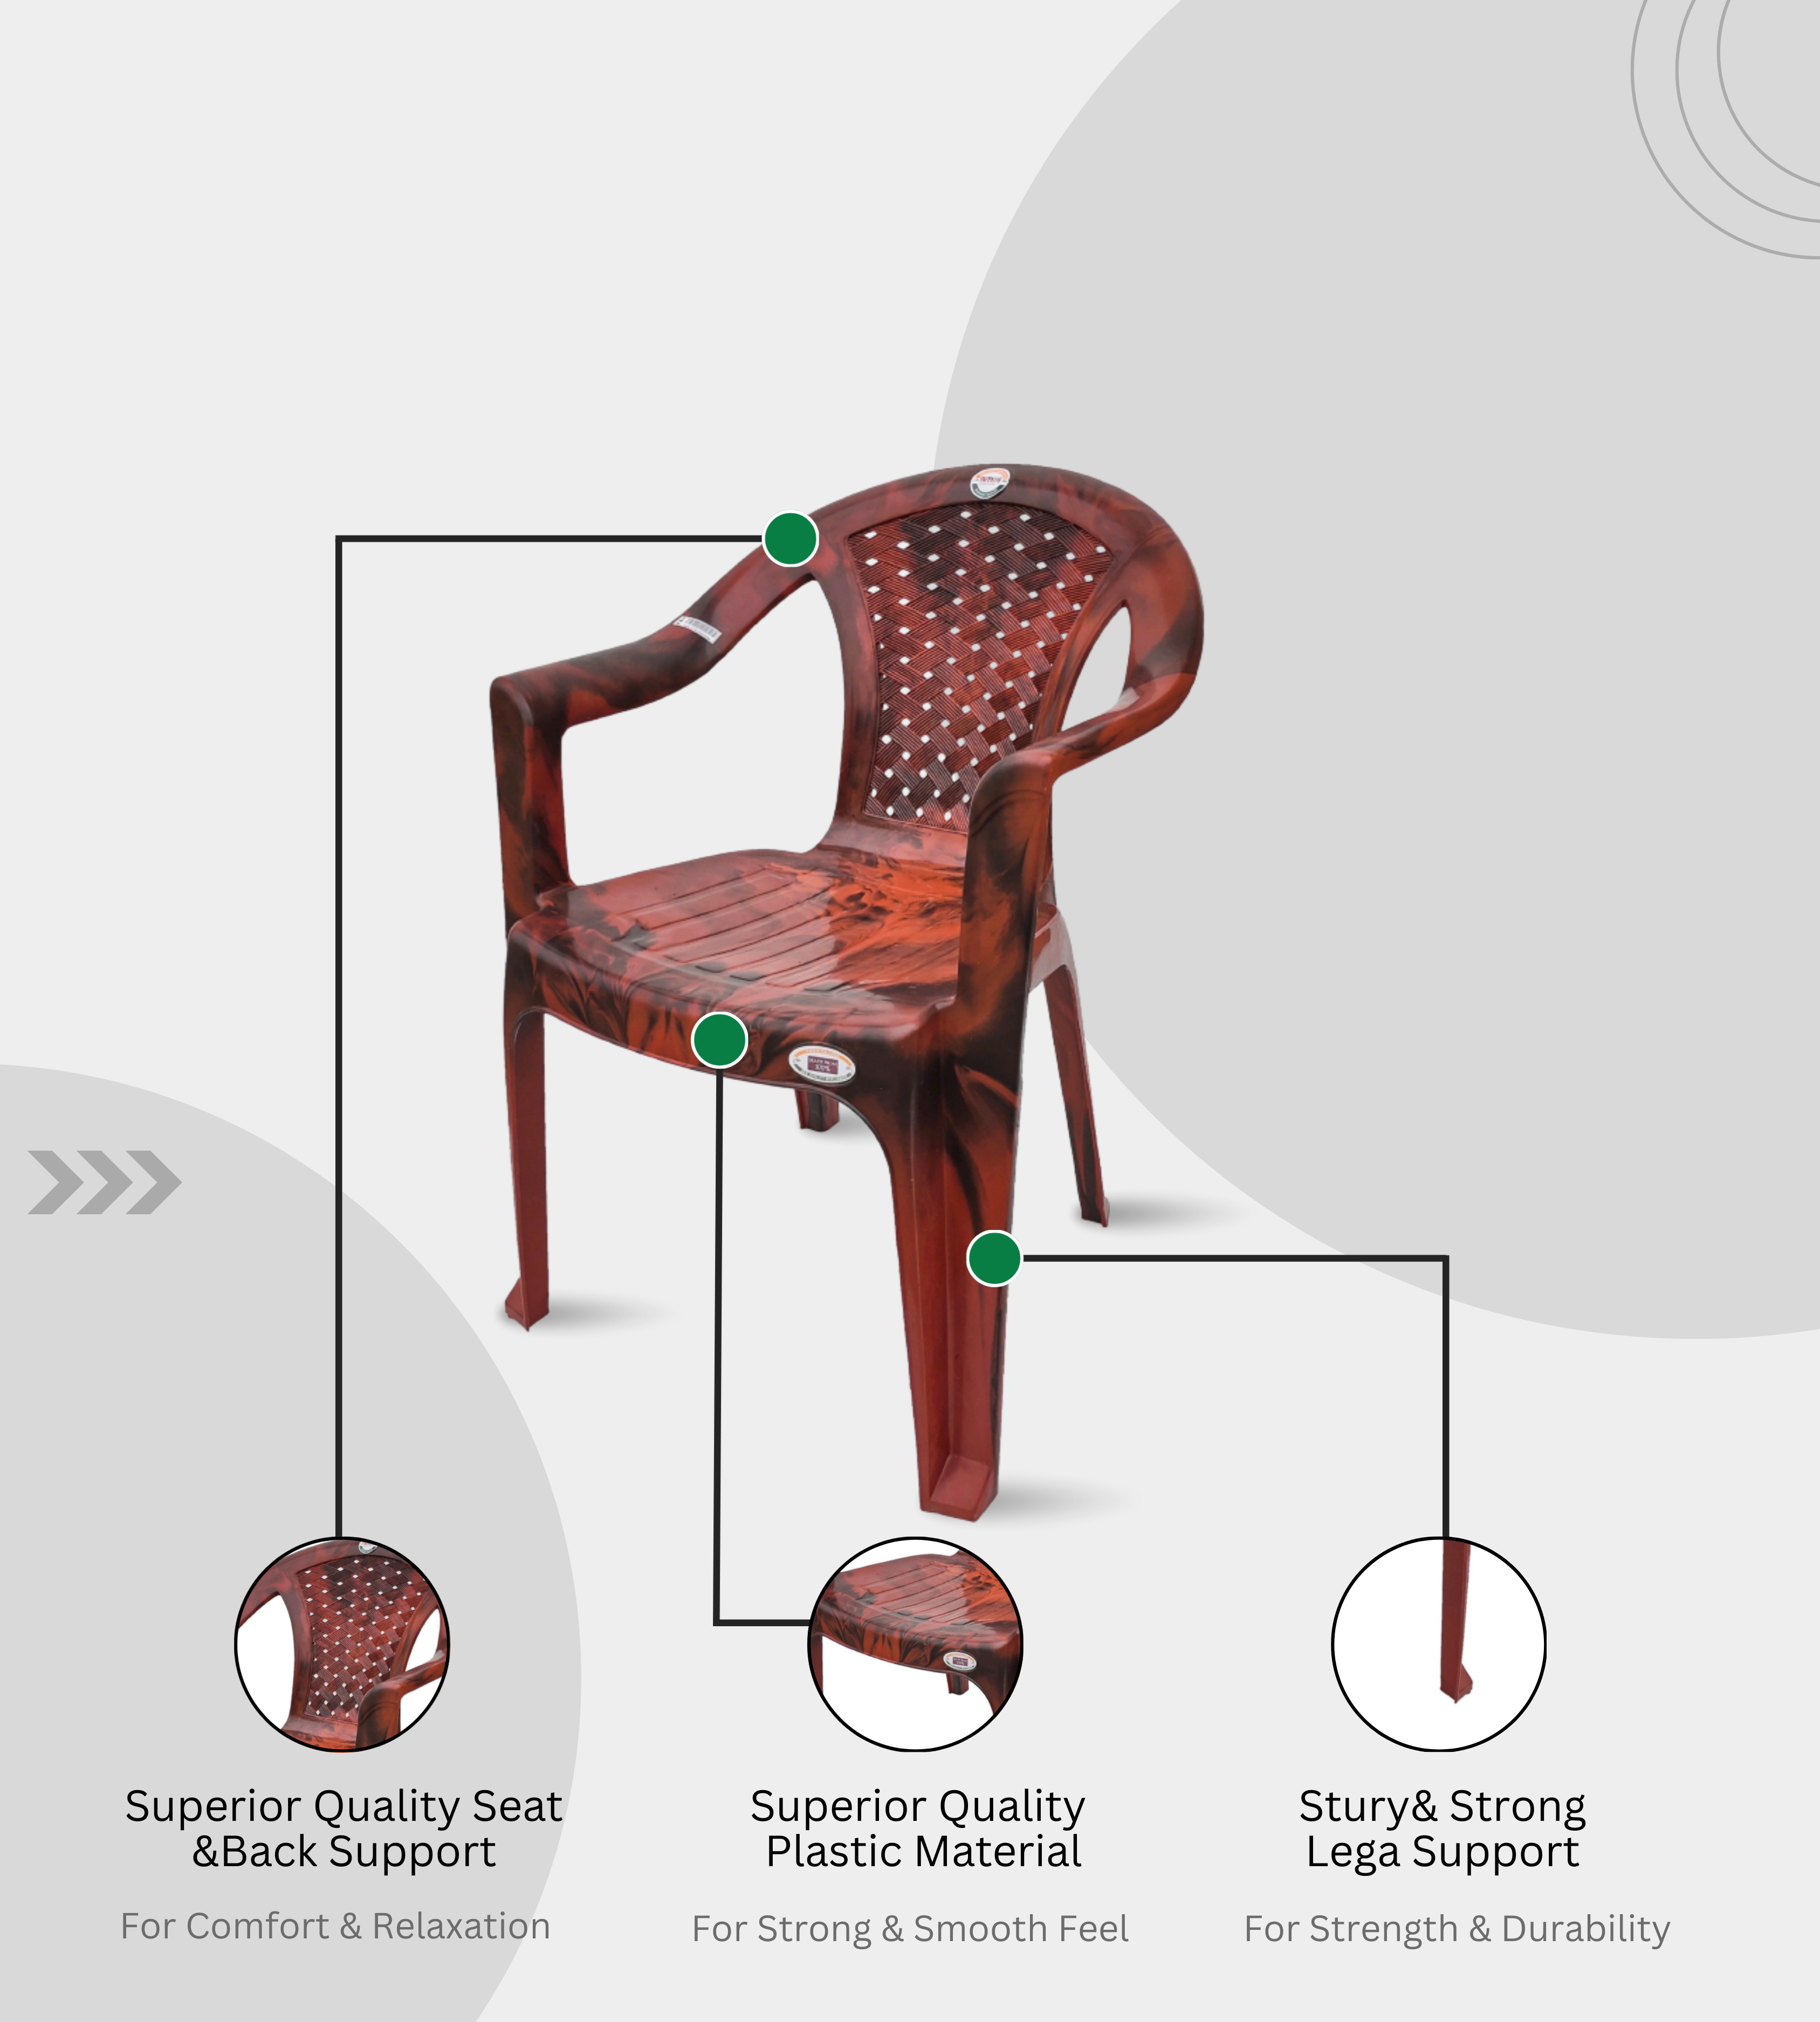 Superior Quality Seat
&Back Support
For Comfort & Relaxation
Superior Quality
Plastic Material
For Strong & Smooth Feel
Stury& Strong
Lega Support
For Strength & Durability